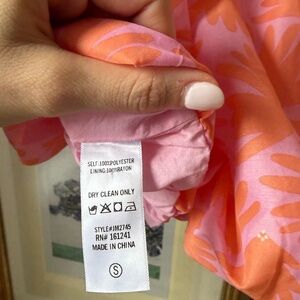 SELF:100%POLYESTER
LINING:100%RAYON
DRY CLEAN ONLY
STYLE#JM2745
RN# 161241
MADE IN CHINA
S